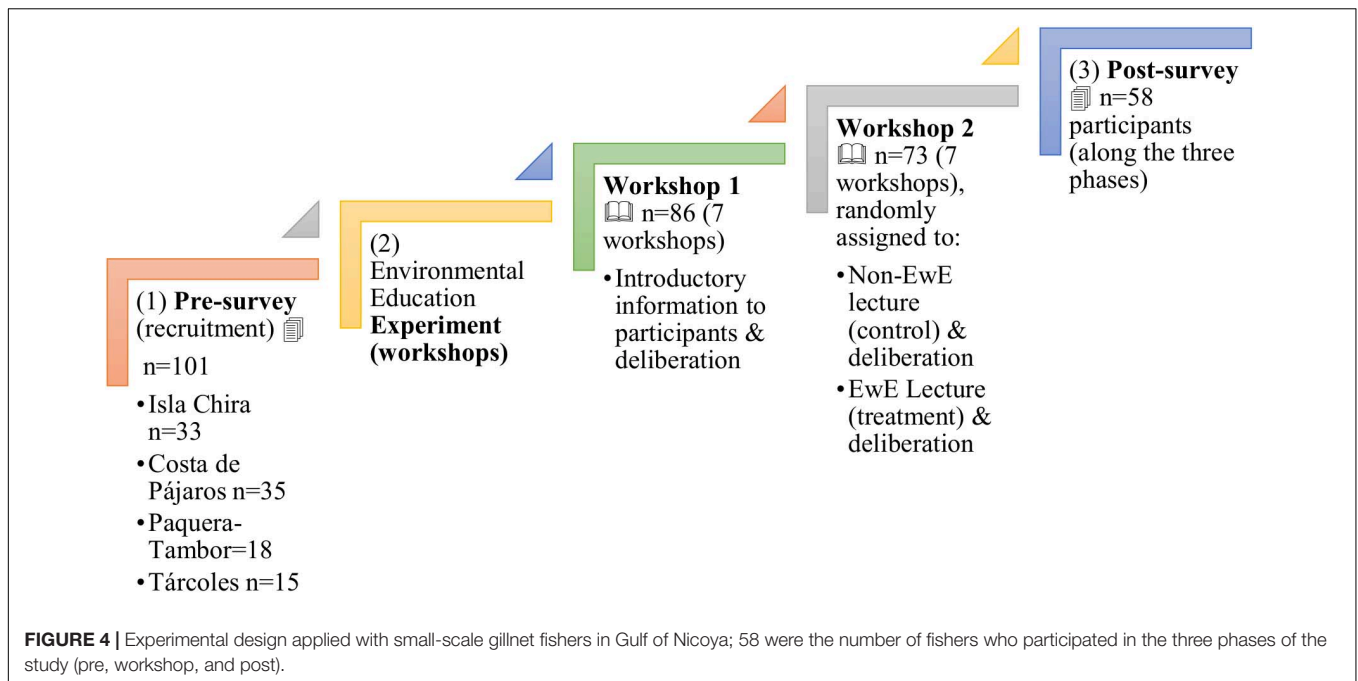 (1) Pre-survey
(recruitment)
n=101
•Isla Chira
n=33
•Costa de
Pájaros n=35
•Paquera-
Tambor=18
•Tárcoles n=15
(2)
Environmental
Education
Experiment
(workshops)
Workshop 1
n=86 (7
workshops)
•Introductory
information to
participants &
deliberation
Workshop 2
n=73 (7
workshops),
randomly
assigned to:
•Non-EwE
lecture
(control) &
deliberation
•EwE Lecture
(treatment) &
deliberation
(3) Post-survey
n=58
participants
(along the three
phases)
FIGURE 4 | Experimental design applied with small-scale gillnet fishers in Gulf of Nicoya; 58 were the number of fishers who participated in the three phases of the
study (pre, workshop, and post).